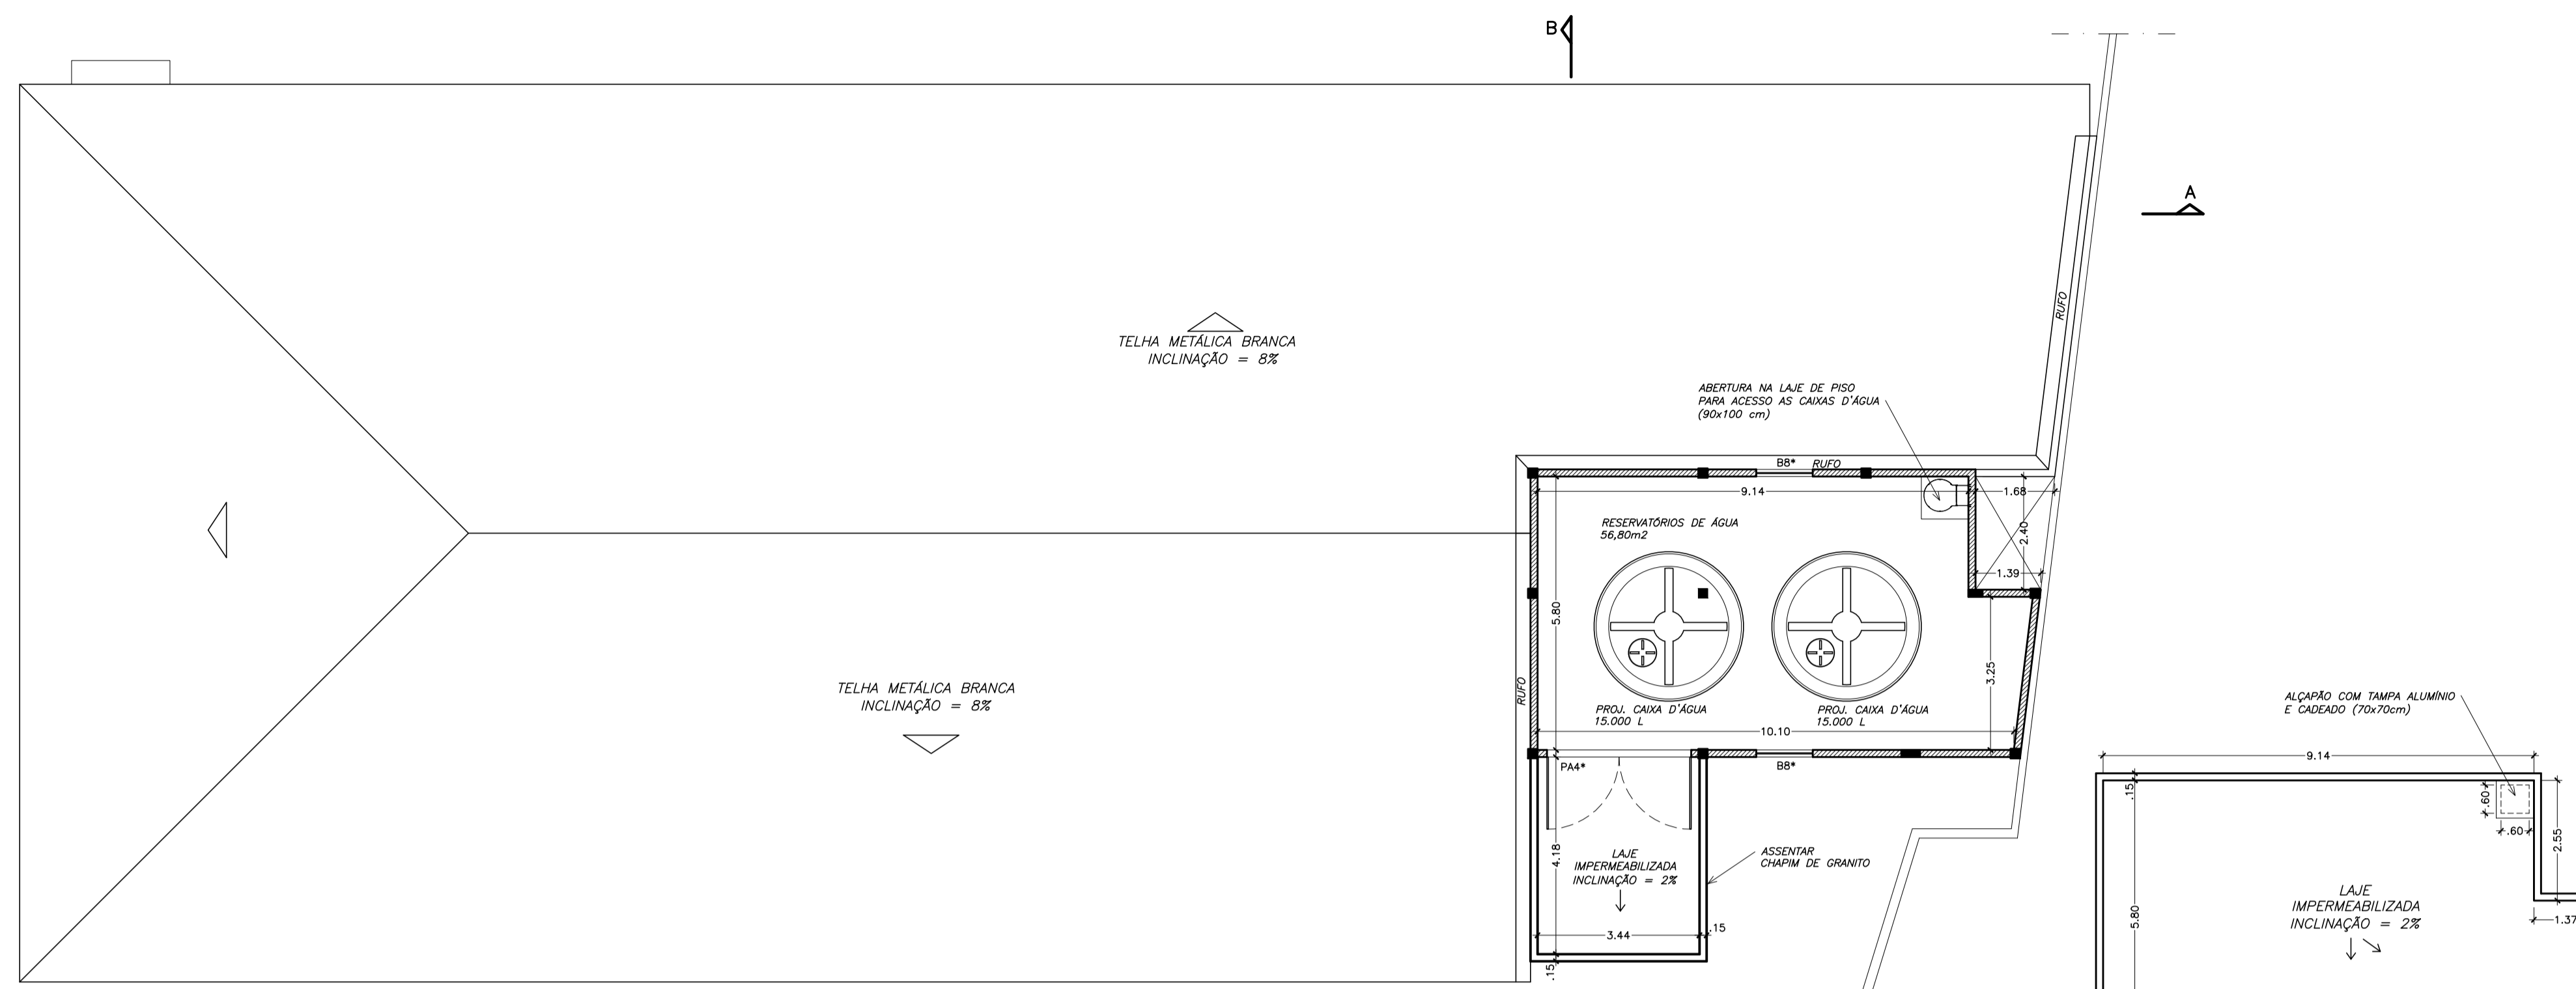 B
A
TELHA METÁLICA BRANCA
INCLINAÇÃO = 8%
RUFO
ABERTURA NA LAJE DE PISO
PARA ACESSO AS CAIXAS D'ÁGUA
(90x100 cm)
B8*
RUFO
9.14
1.68
RESERVATÓRIOS DE ÁGUA
56,80m2
2.40
1.39
5.80
3.25
TELHA METÁLICA BRANCA
INCLINAÇÃO = 8%
RUFO
PROJ. CAIXA D'ÁGUA
15.000 L
PROJ. CAIXA D'ÁGUA
15.000 L
10.10
PA4*
B8*
ALÇAPÃO COM TAMPA ALUMÍNIO
E CADEADO (70x70cm)
9.14
.15
.60
.60
2.55
4.18
LAJE
IMPERMEABILIZADA
INCLINAÇÃO = 2%
ASSENTAR
CHAPIM DE GRANITO
3.44
.15
.15
5.80
LAJE
IMPERMEABILIZADA
INCLINAÇÃO = 2%
1.37